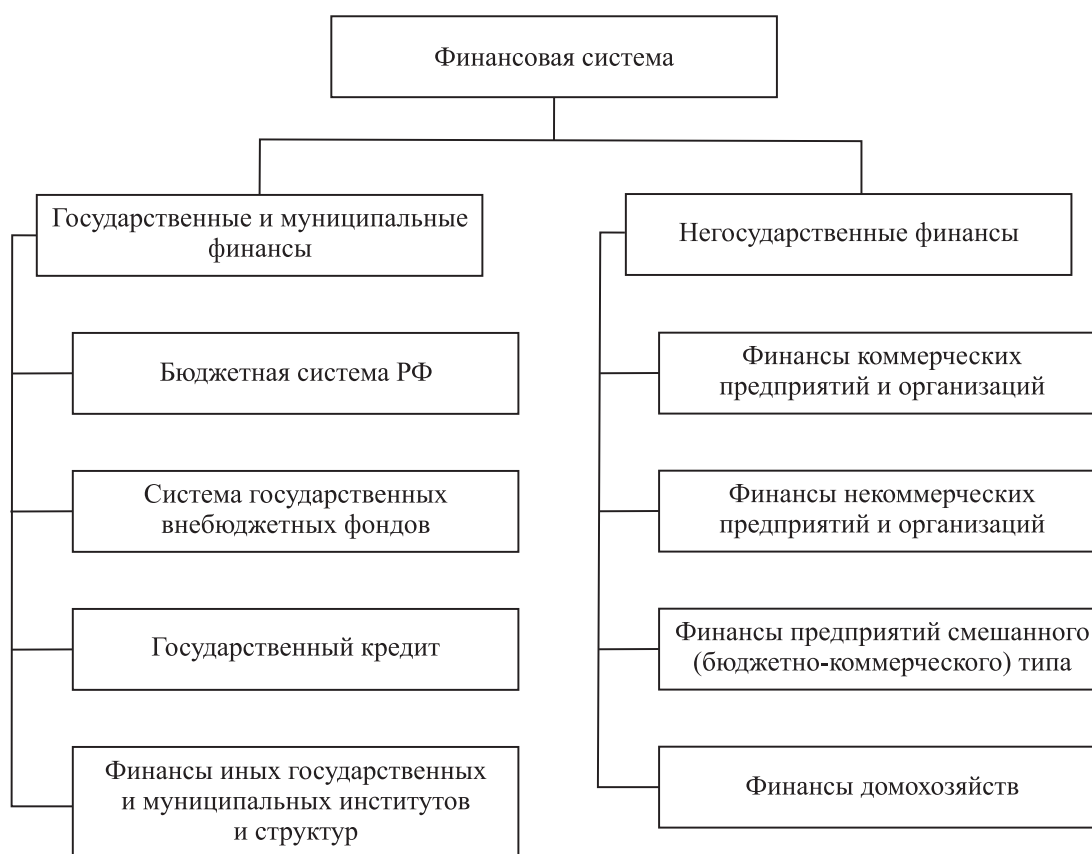 Финансовая система
Государственные и муниципальные
финансы
Бюджетная система РФ
Система государственных
внебюджетных фондов
Государственный кредит
Финансы иных государственных
и муниципальных институтов
и структур
Негосударственные финансы
Финансы коммерческих
предприятий и организаций
Финансы некоммерческих
предприятий и организаций
Финансы предприятий смешанного
(бюджетно-коммерческого) типа
Финансы домохозяйств